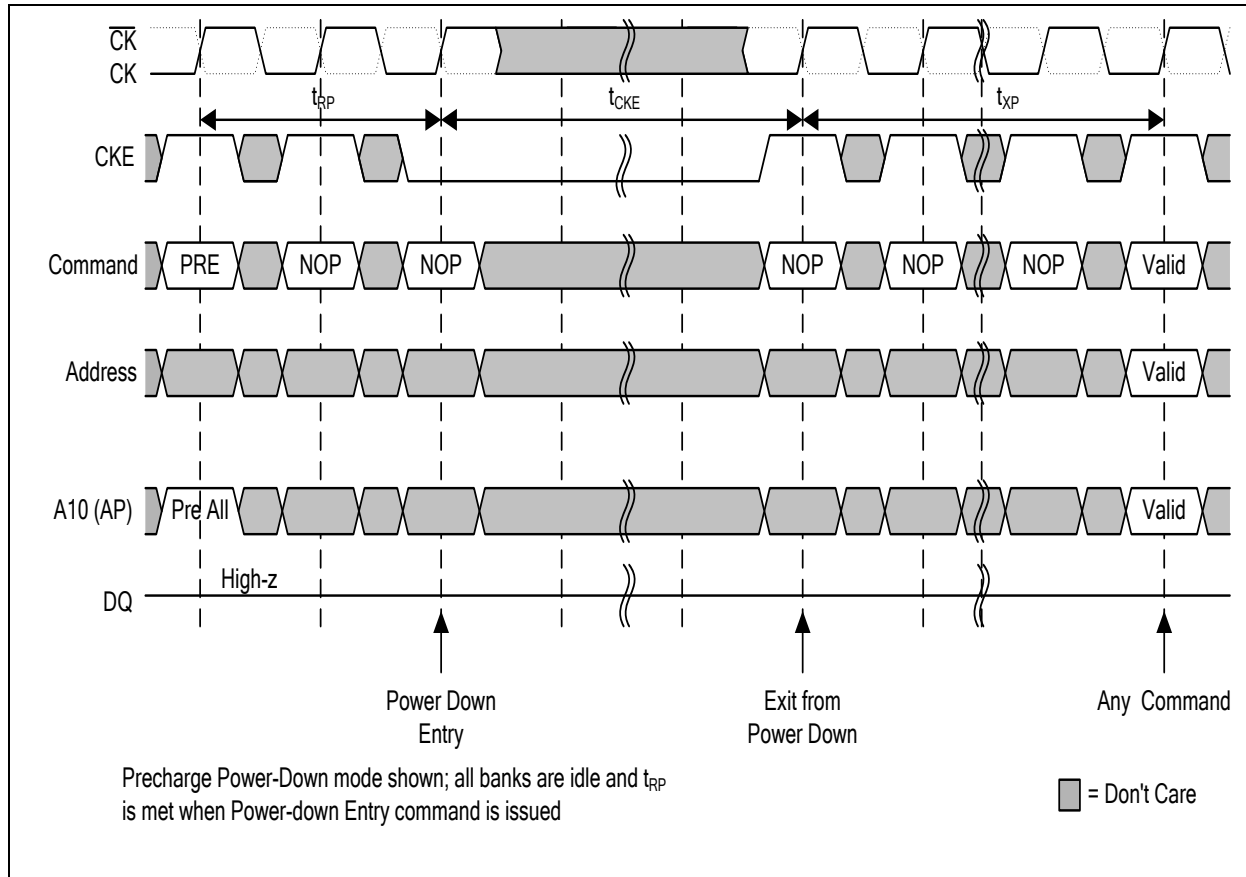 CK
CK
tRP
tCKE
tXP
CKE
Command
PRE
NOP
NOP
NOP
NOP
NOP
Valid
Address
Valid
A10 (AP)
Pre All
Valid
High-z
DQ
Power Down
Entry
Exit from
Power Down
Any Command
Precharge Power-Down mode shown; all banks are idle and tRP
is met when Power-down Entry command is issued
= Don't Care